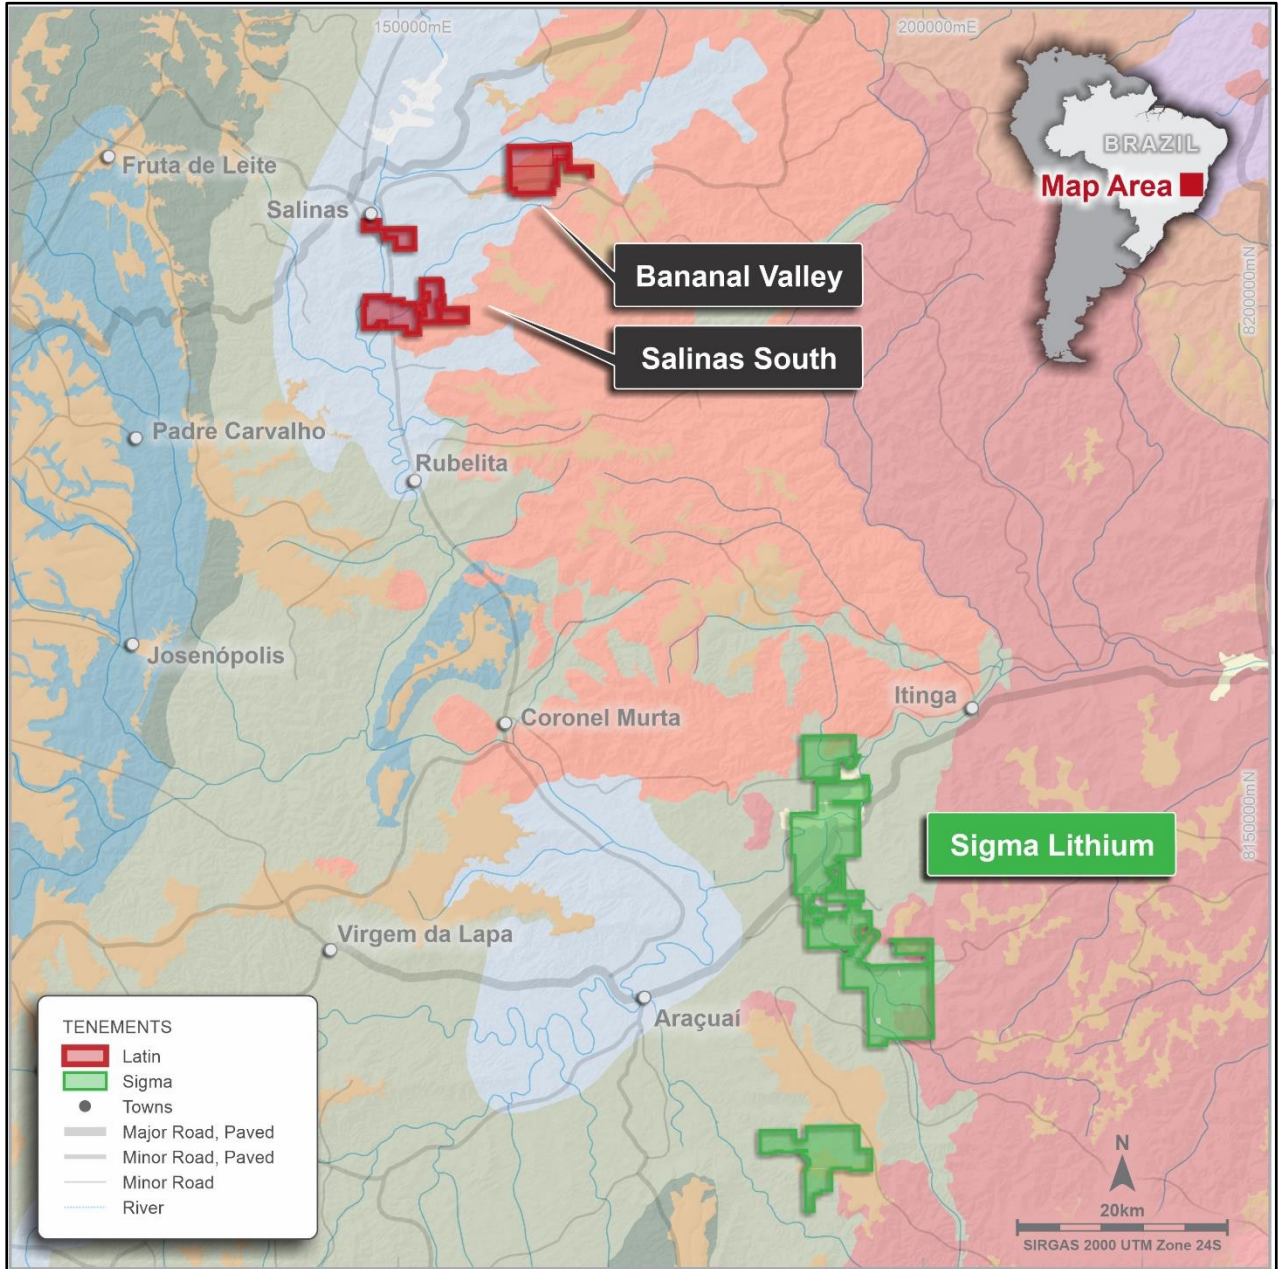 150000mE
200000mE
BRAZIL
Map Area
Fruta de Leite
Salinas
Bananal Valley
8200000mN
Salinas South
Padre Carvalho
Rubelita
Josenópolis
Itinga
Coronel Murta
8150000mN
Sigma Lithium
Virgem da Lapa
Araçuaí
TENEMENTS
Latin
Sigma
Towns
Major Road, Paved
Minor Road, Paved
Minor Road
River
N
20km
SIRGAS 2000 UTM Zone 24S